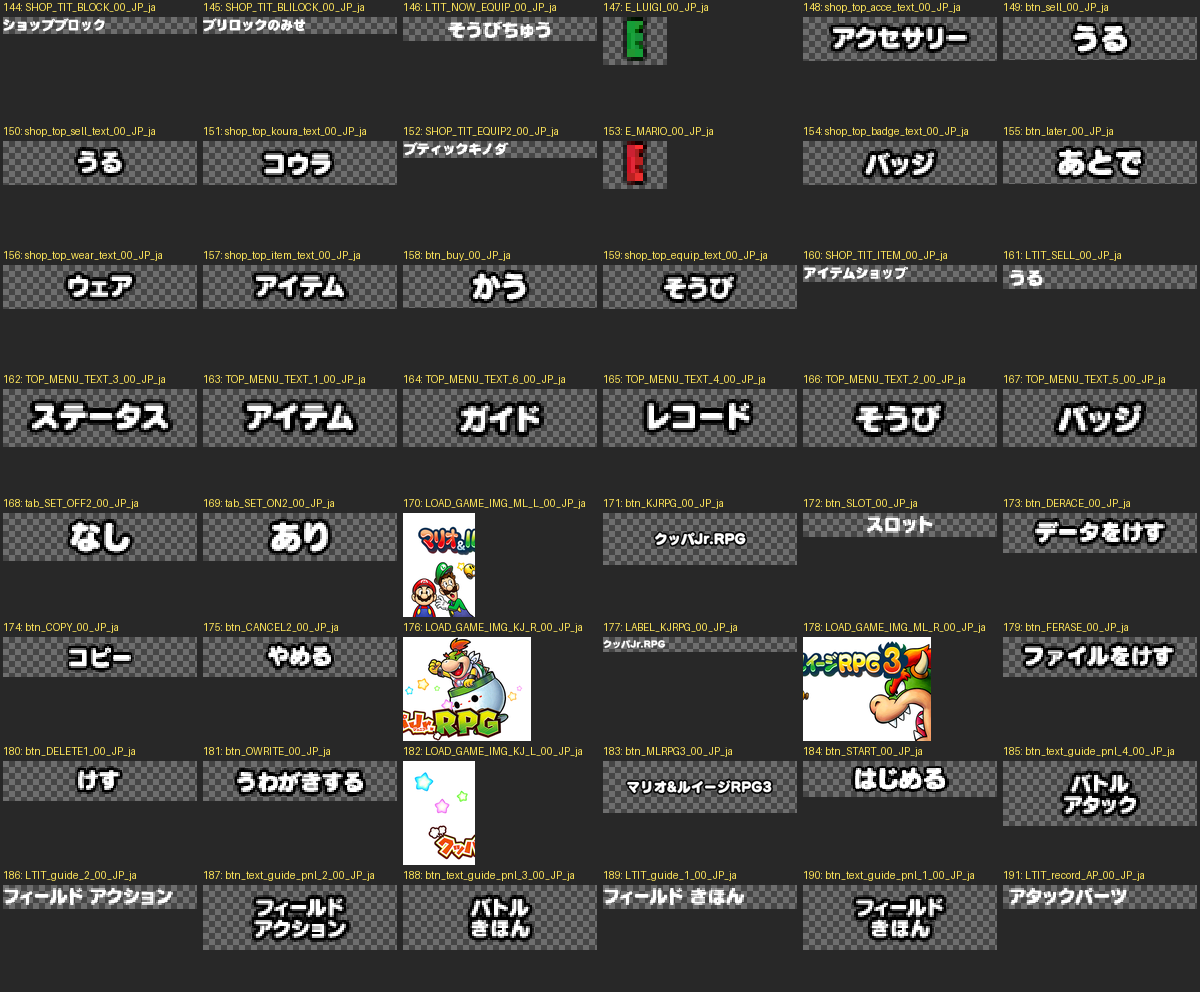 144: SHOP_TIT_BLOCK_00_JP_ja
ショップブロック
145: SHOP_TIT_BLILOCK_00_JP_ja
ブリロックのみせ
146: LTIT_NOW_EQUIP_00_JP_ja
そうびちゅう
147: E_LUIGI_00_JP_ja
E
148: shop_top_acce_text_00_JP_ja
アクセサリー
149: btn_sell_00_JP_ja
うる
150: shop_top_sell_text_00_JP_ja
うる
151: shop_top_koura_text_00_JP_ja
コウラ
152: SHOP_TIT_EQUIP2_00_JP_ja
ブティックキノダ
153: E_MARIO_00_JP_ja
E
154: shop_top_badge_text_00_JP_ja
バッジ
155: btn_later_00_JP_ja
あとで
156: shop_top_wear_text_00_JP_ja
ウェア
157: shop_top_item_text_00_JP_ja
アイテム
158: btn_buy_00_JP_ja
かう
159: shop_top_equip_text_00_JP_ja
そうび
160: SHOP_TIT_ITEM_00_JP_ja
アイテムショップ
161: LTIT_SELL_00_JP_ja
うる
162: TOP_MENU_TEXT_3_00_JP_ja
ステータス
163: TOP_MENU_TEXT_1_00_JP_ja
アイテム
164: TOP_MENU_TEXT_6_00_JP_ja
ガイド
165: TOP_MENU_TEXT_4_00_JP_ja
レコード
166: TOP_MENU_TEXT_2_00_JP_ja
そうび
167: TOP_MENU_TEXT_5_00_JP_ja
バッジ
168: tab_SET_OFF2_00_JP_ja
なし
169: tab_SET_ON2_00_JP_ja
あり
170: LOAD_GAME_IMG_ML_L_00_JP_ja
マリオ&ル
171: btn_KJRPG_00_JP_ja
クッパJr.RPG
172: btn_SLOT_00_JP_ja
スロット
173: btn_DERACE_00_JP_ja
データをけす
174: btn_COPY_00_JP_ja
コピー
175: btn_CANCEL2_00_JP_ja
やめる
176: LOAD_GAME_IMG_KJ_R_00_JP_ja
Jr.RPG
177: LABEL_KJRPG_00_JP_ja
クッパJr.RPG
178: LOAD_GAME_IMG_ML_R_00_JP_ja
イージRPG3
179: btn_FERASE_00_JP_ja
ファイルをけす
180: btn_DELETE1_00_JP_ja
けす
181: btn_OWRITE_00_JP_ja
うわがきする
182: LOAD_GAME_IMG_KJ_L_00_JP_ja
クッ
183: btn_MLRPG3_00_JP_ja
マリオ&ルイージRPG3
184: btn_START_00_JP_ja
はじめる
185: btn_text_guide_pnl_4_00_JP_ja
バトル
アタック
186: LTIT_guide_2_00_JP_ja
フィールド アクション
187: btn_text_guide_pnl_2_00_JP_ja
フィールド
アクション
188: btn_text_guide_pnl_3_00_JP_ja
バトル
きほん
189: LTIT_guide_1_00_JP_ja
フィールド きほん
190: btn_text_guide_pnl_1_00_JP_ja
フィールド
きほん
191: LTIT_record_AP_00_JP_ja
アタックパーツ